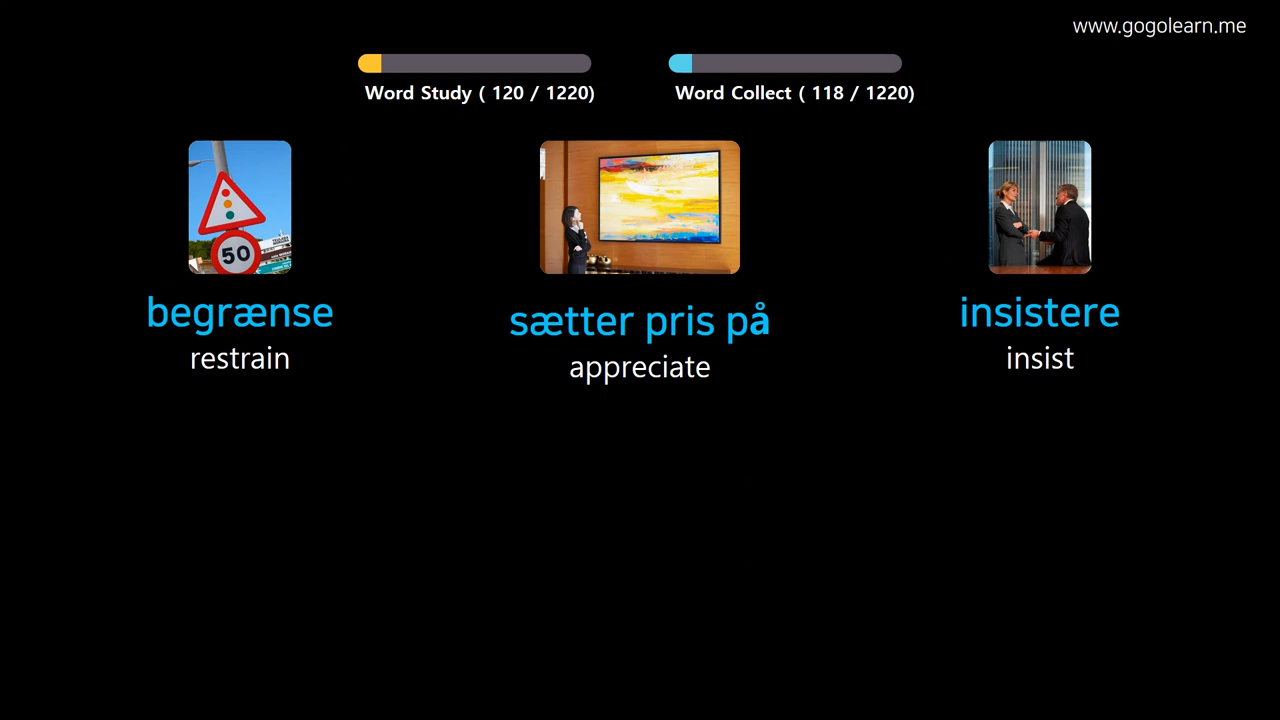 www.gogolearn.me
Word Study ( 120 / 1220)
Word Collect ( 118 / 1220)
50
begrænse
restrain
sætter pris på
appreciate
insistere
insist